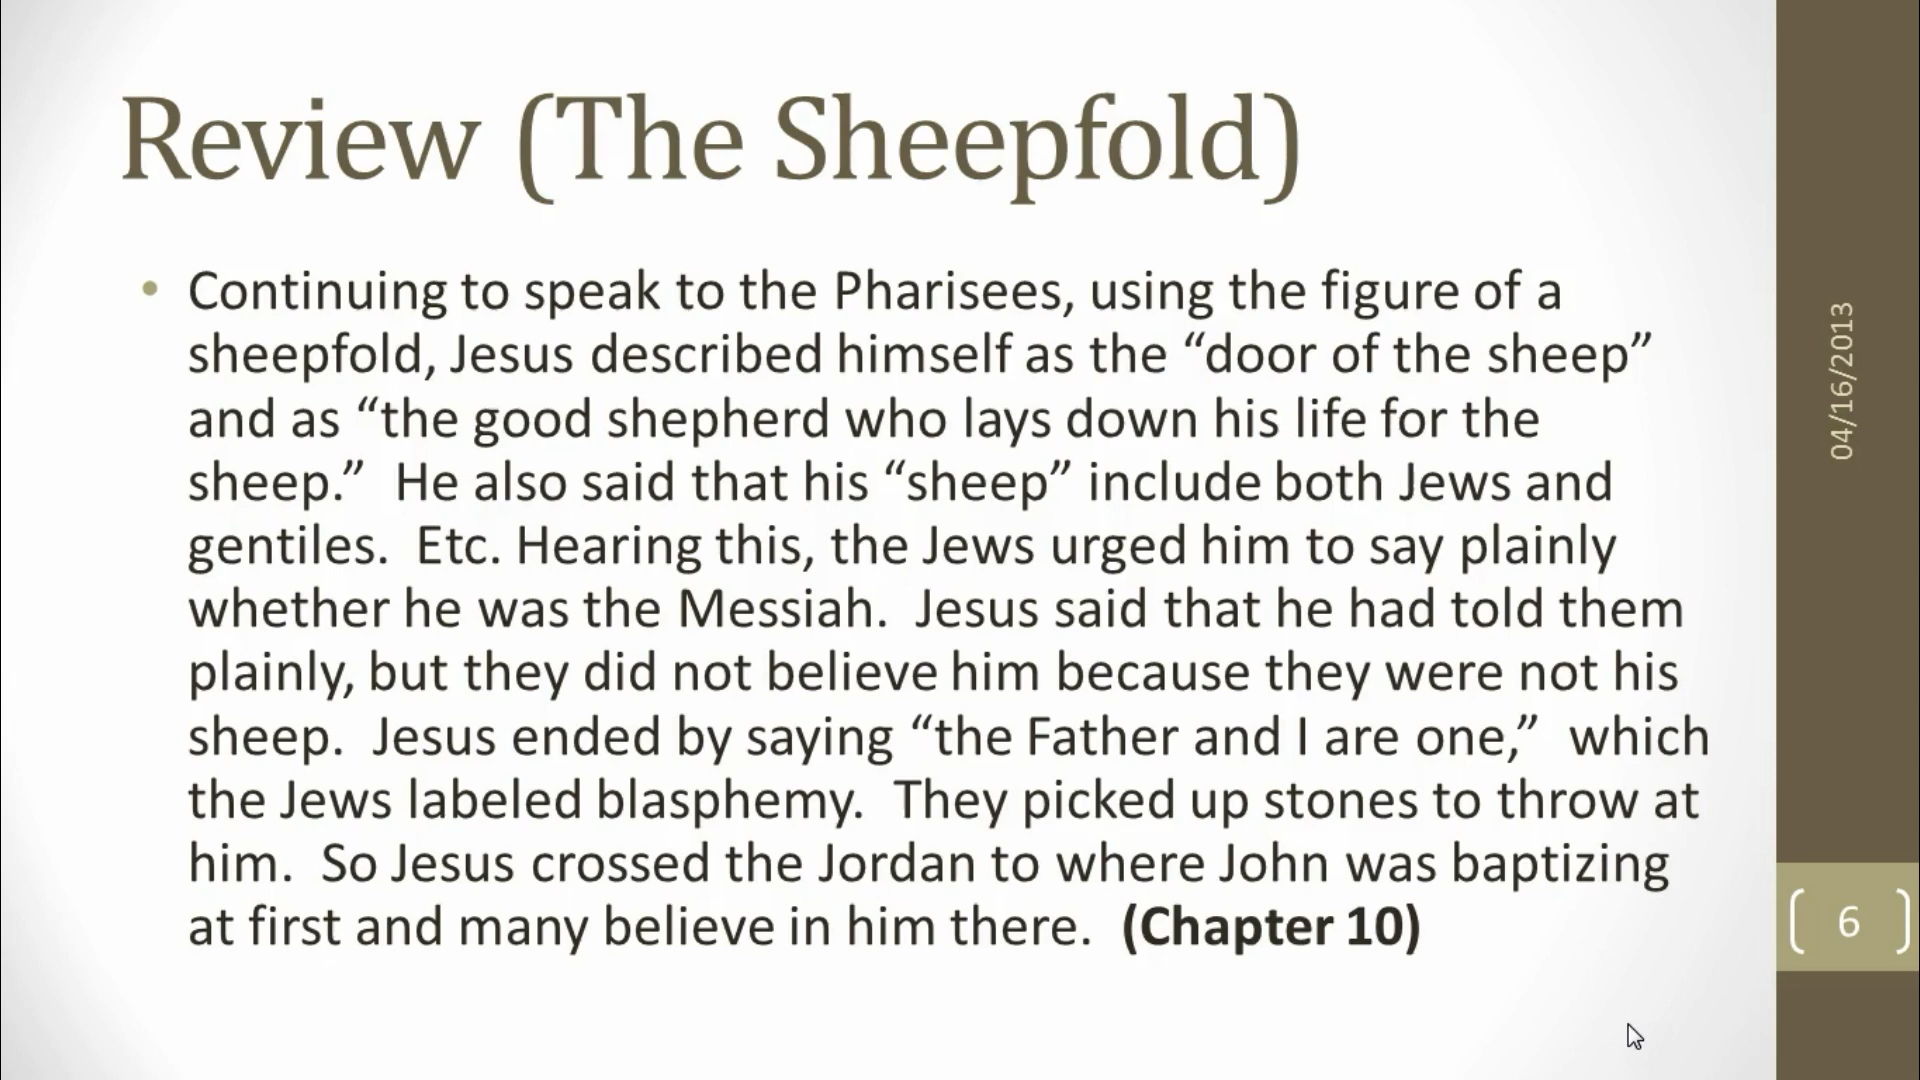 Review (The Sheepfold)
• Continuing to speak to the Pharisees, using the figure of a
sheepfold, Jesus described himself as the “door of the sheep”
and as “the good shepherd who lays down his life for the
sheep.”  He also said that his “sheep” include both Jews and
gentiles.  Etc. Hearing this, the Jews urged him to say plainly
whether he was the Messiah.  Jesus said that he had told them
plainly, but they did not believe him because they were not his
sheep.  Jesus ended by saying “the Father and I are one,”  which
the Jews labeled blasphemy.  They picked up stones to throw at
him.  So Jesus crossed the Jordan to where John was baptizing
at first and many believe in him there.  (Chapter 10)
04/16/2013
6